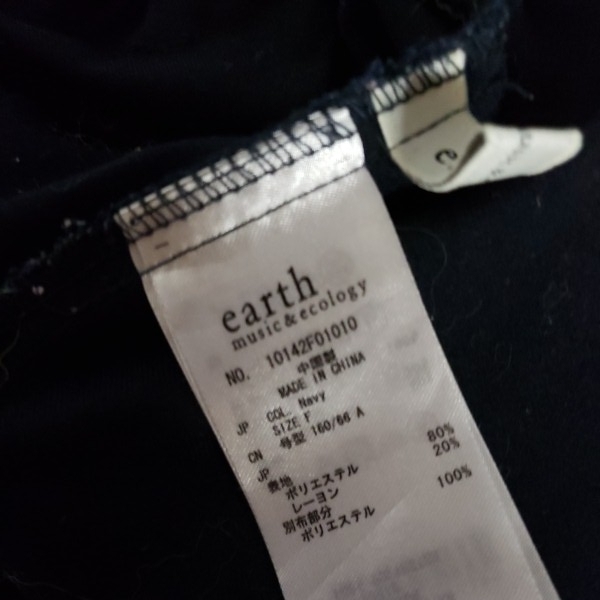 earth
music&ecology
NO. 10142F01010
中国製
MADE IN CHINA
COL. Navy
JP SIZE F
CN 号型 160/66 A
JP
表地
ポリエステル 80%
レーヨン 20%
別布部分
ポリエステル 100%